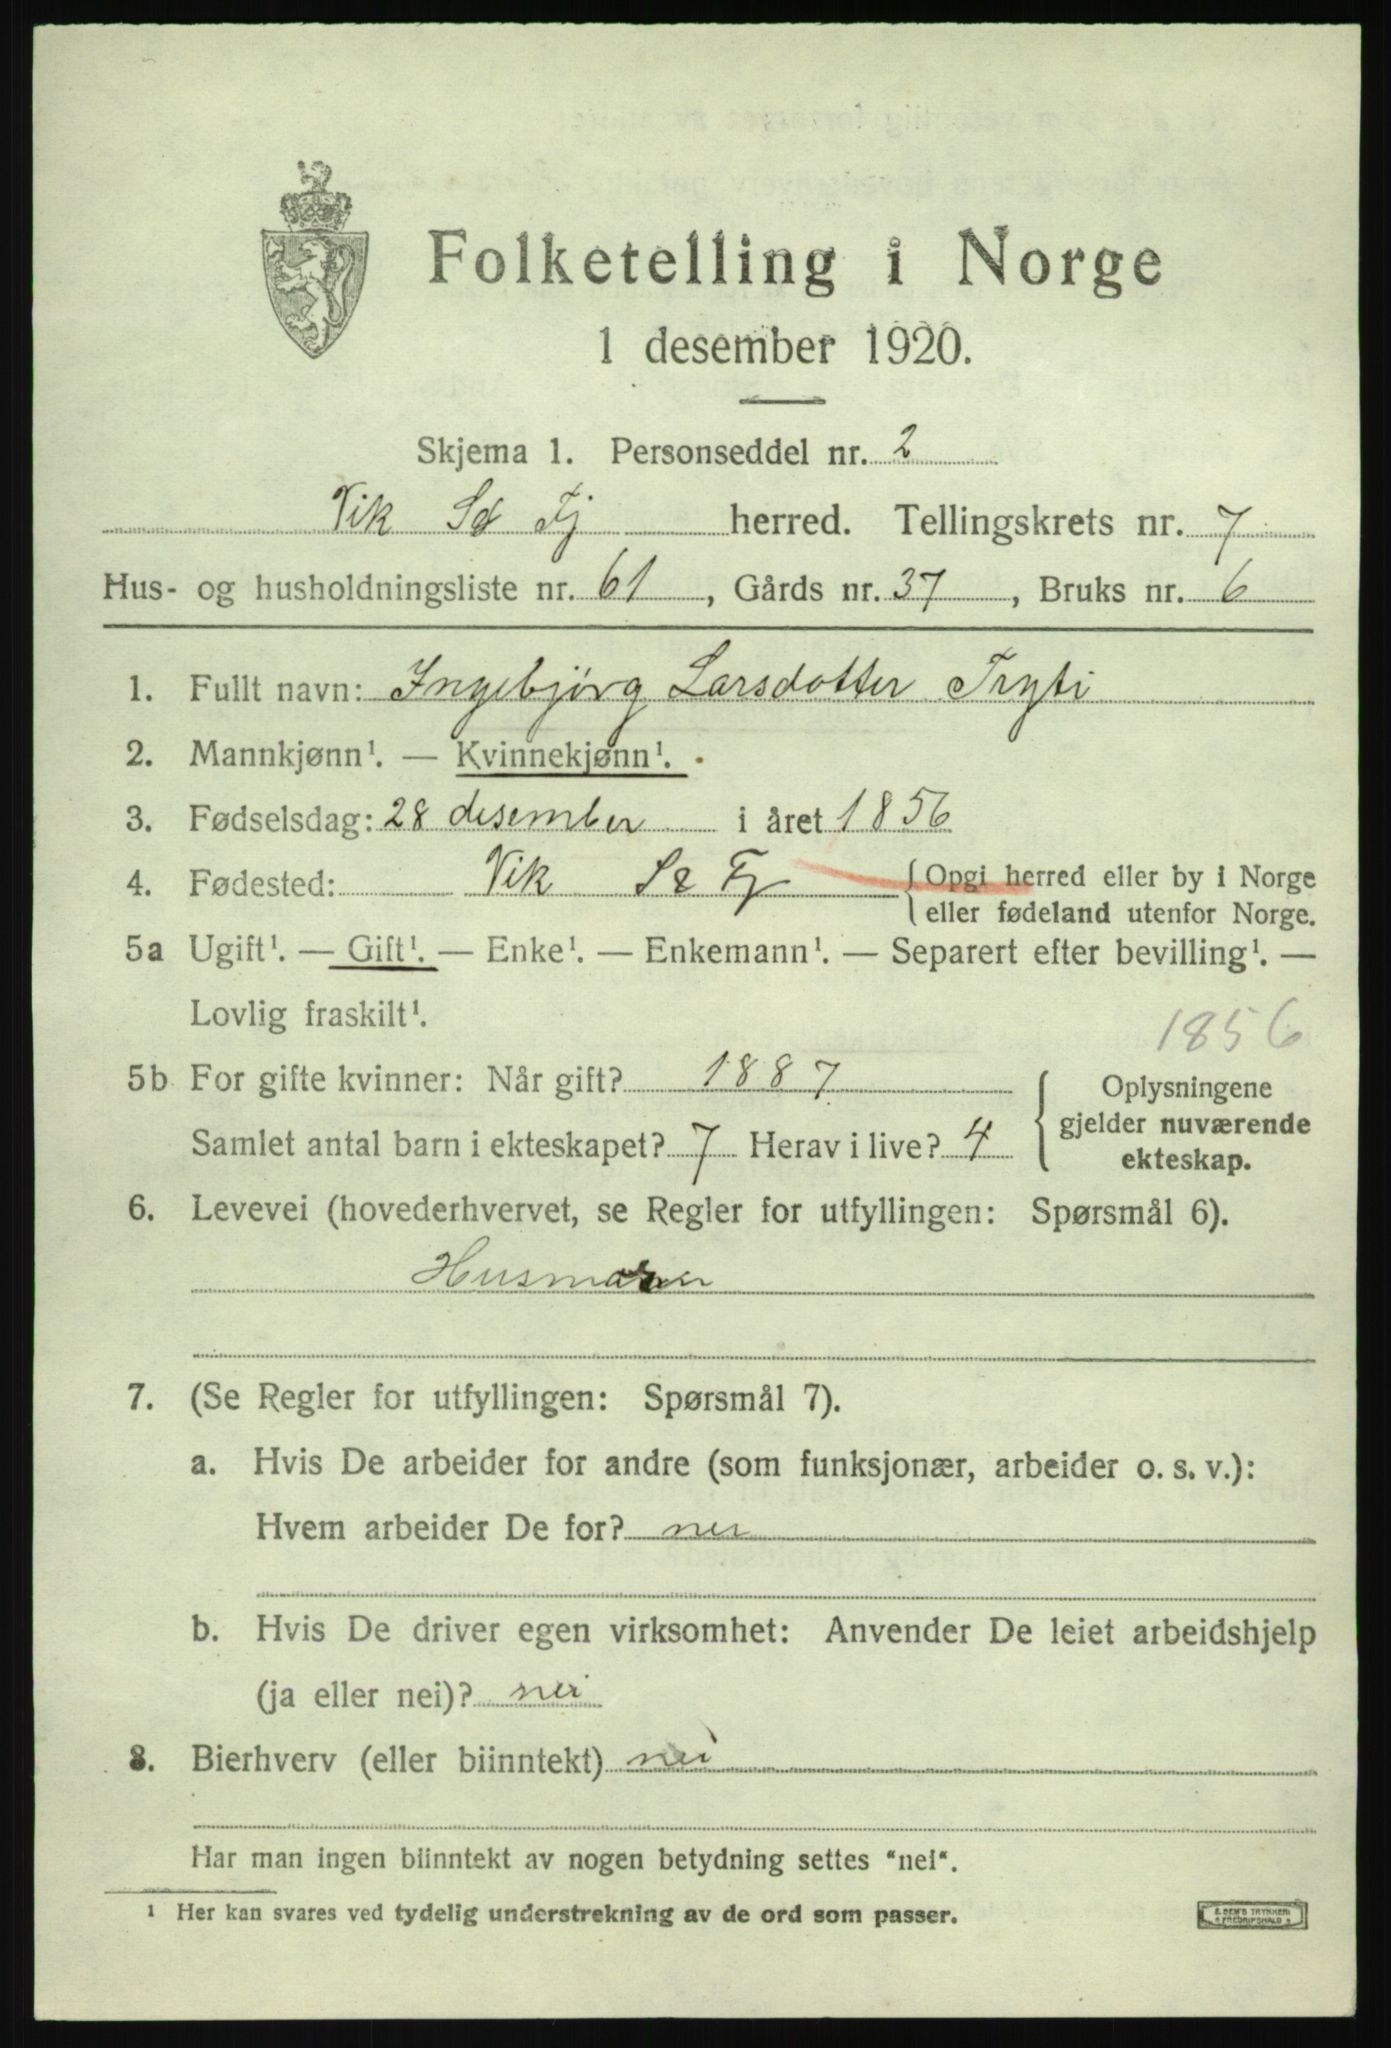 Folketelling i Norge
1 desember 1920.
Skjema 1. Personseddel nr. 2
Vik S & Fj herred. Tellingskrets nr. 7
Hus- og husholdningsliste nr. 61, Gårds nr. 37, Bruks nr. 6
1. Fullt navn: Ingebjørg Larsdotter Tryti
2. Mannkjønn¹. — Kvinnekjønn¹.
3. Fødselsdag: 28 desember i året 1856
4. Fødested: Vik S & Fj { Opgi herred eller by i Norge
eller fødeland utenfor Norge.
5a Ugift¹. — Gift¹. — Enke¹. — Enkemann¹. — Separert efter bevilling¹. —
Lovlig fraskilt¹.
1856
5b For gifte kvinner: Når gift? 1887
Samlet antal barn i ekteskapet? 7 Herav i live? 4
Oplysningene
gjelder nuværende
ekteskap.
6. Levevei (hovederhvervet, se Regler for utfyllingen: Spørsmål 6).
7. (Se Regler for utfyllingen: Spørsmål 7).
a. Hvis De arbeider for andre (som funksjonær, arbeider o. s. v.):
Hvem arbeider De for? nei
b. Hvis De driver egen virksomhet: Anvender De leiet arbeidshjelp
(ja eller nei)? nei
8. Bierhverv (eller biinntekt) nei
Har man ingen biinntekt av nogen betydning settes "nei".
¹ Her kan svares ved tydelig understrekning av de ord som passer.